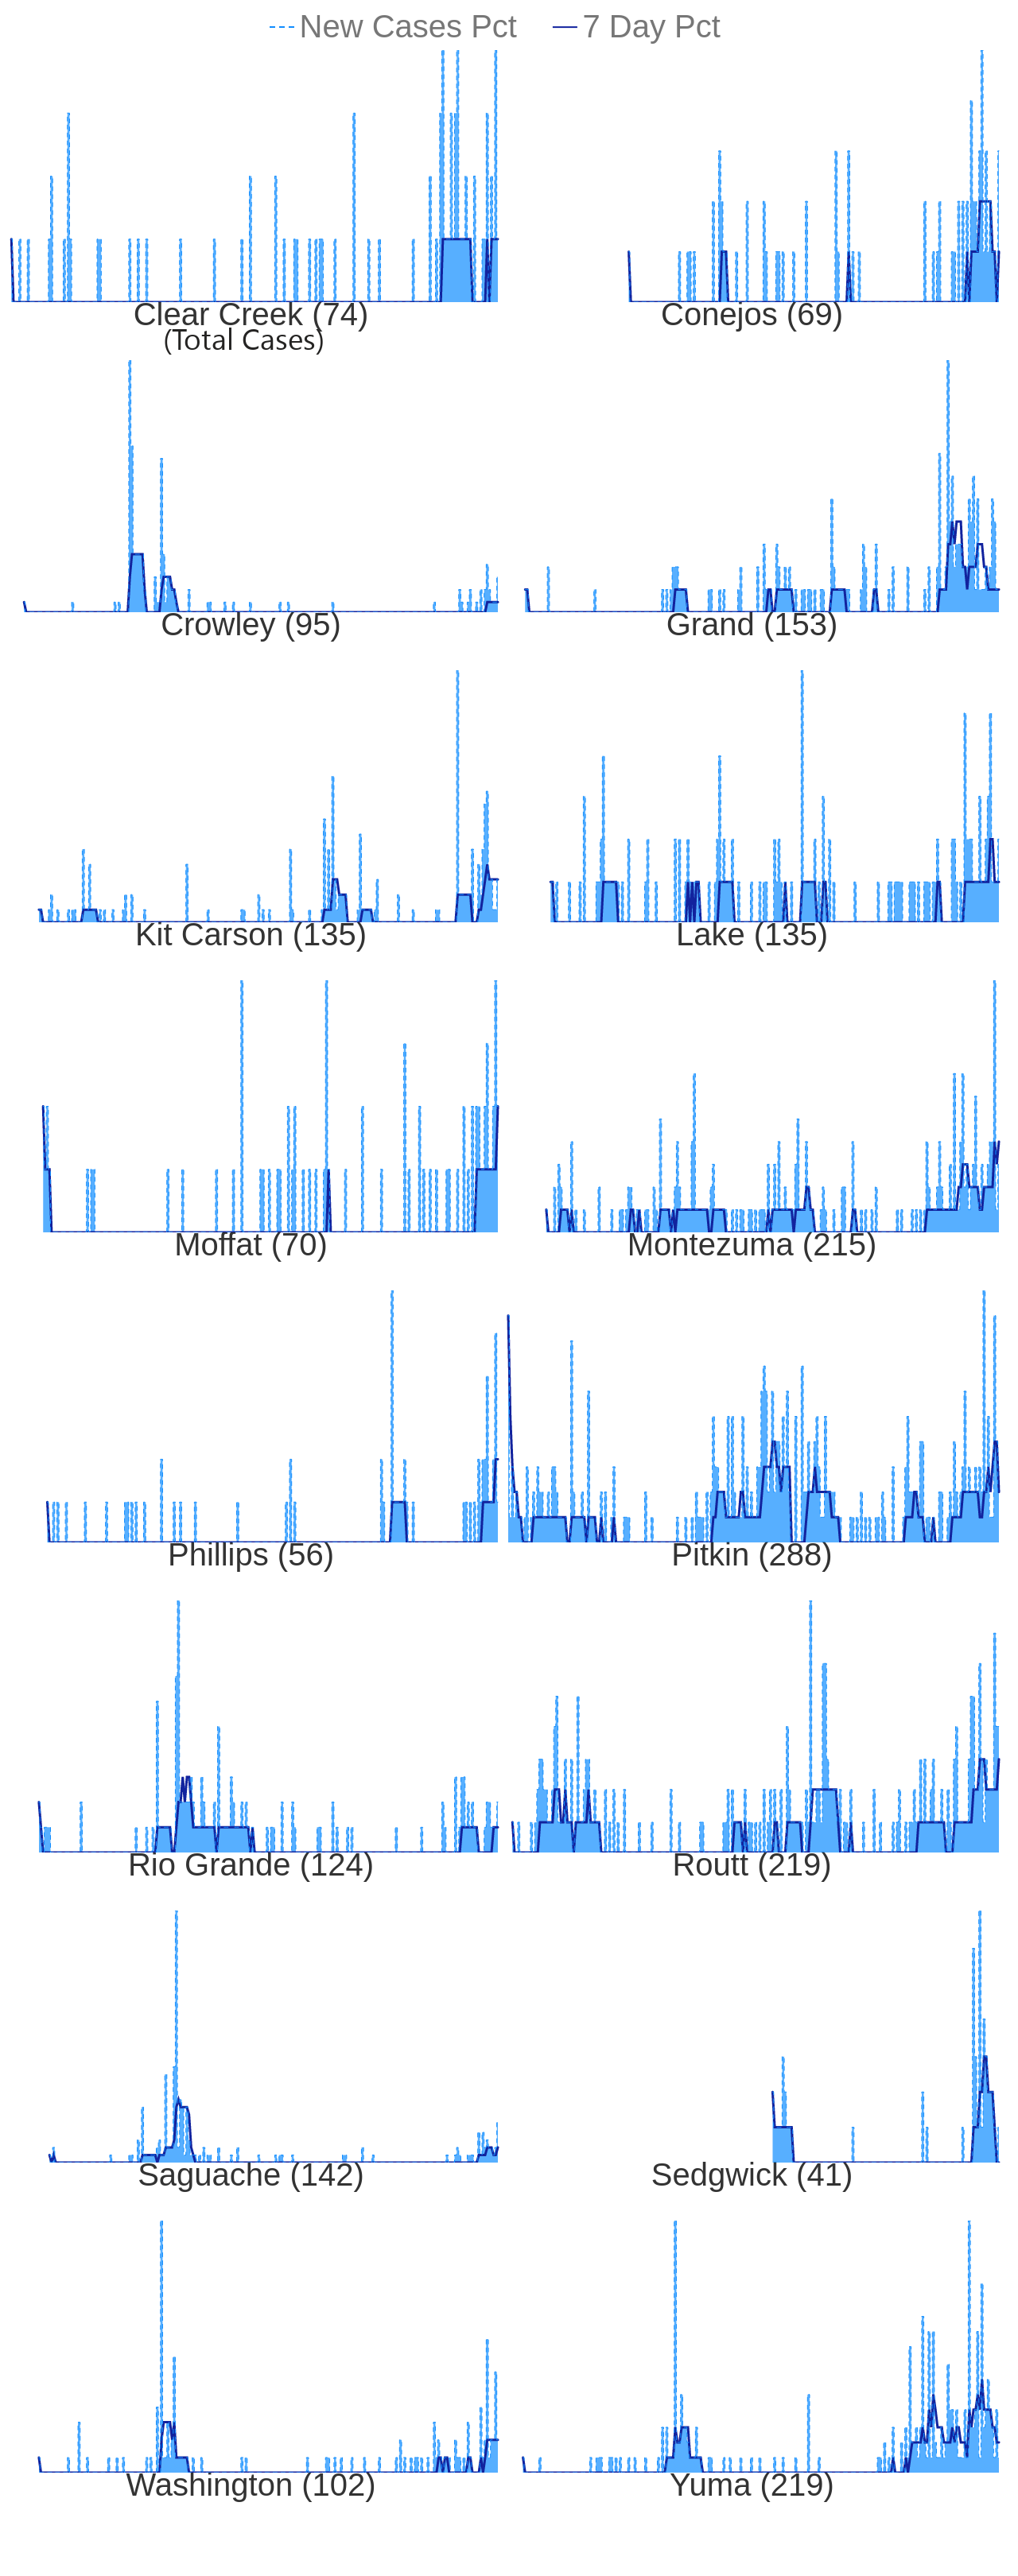 New Cases Pct 7 Day Pct
Clear Creek (74) Conejos (69)
(Total Cases)
Crowley (95) Grand (153)
Kit Carson (135) Lake (135)
Moffat (70) Montezuma (215)
Phillips (56) Pitkin (288)
Rio Grande (124) Routt (219)
Saguache (142) Sedgwick (41)
Washington (102) Yuma (219)